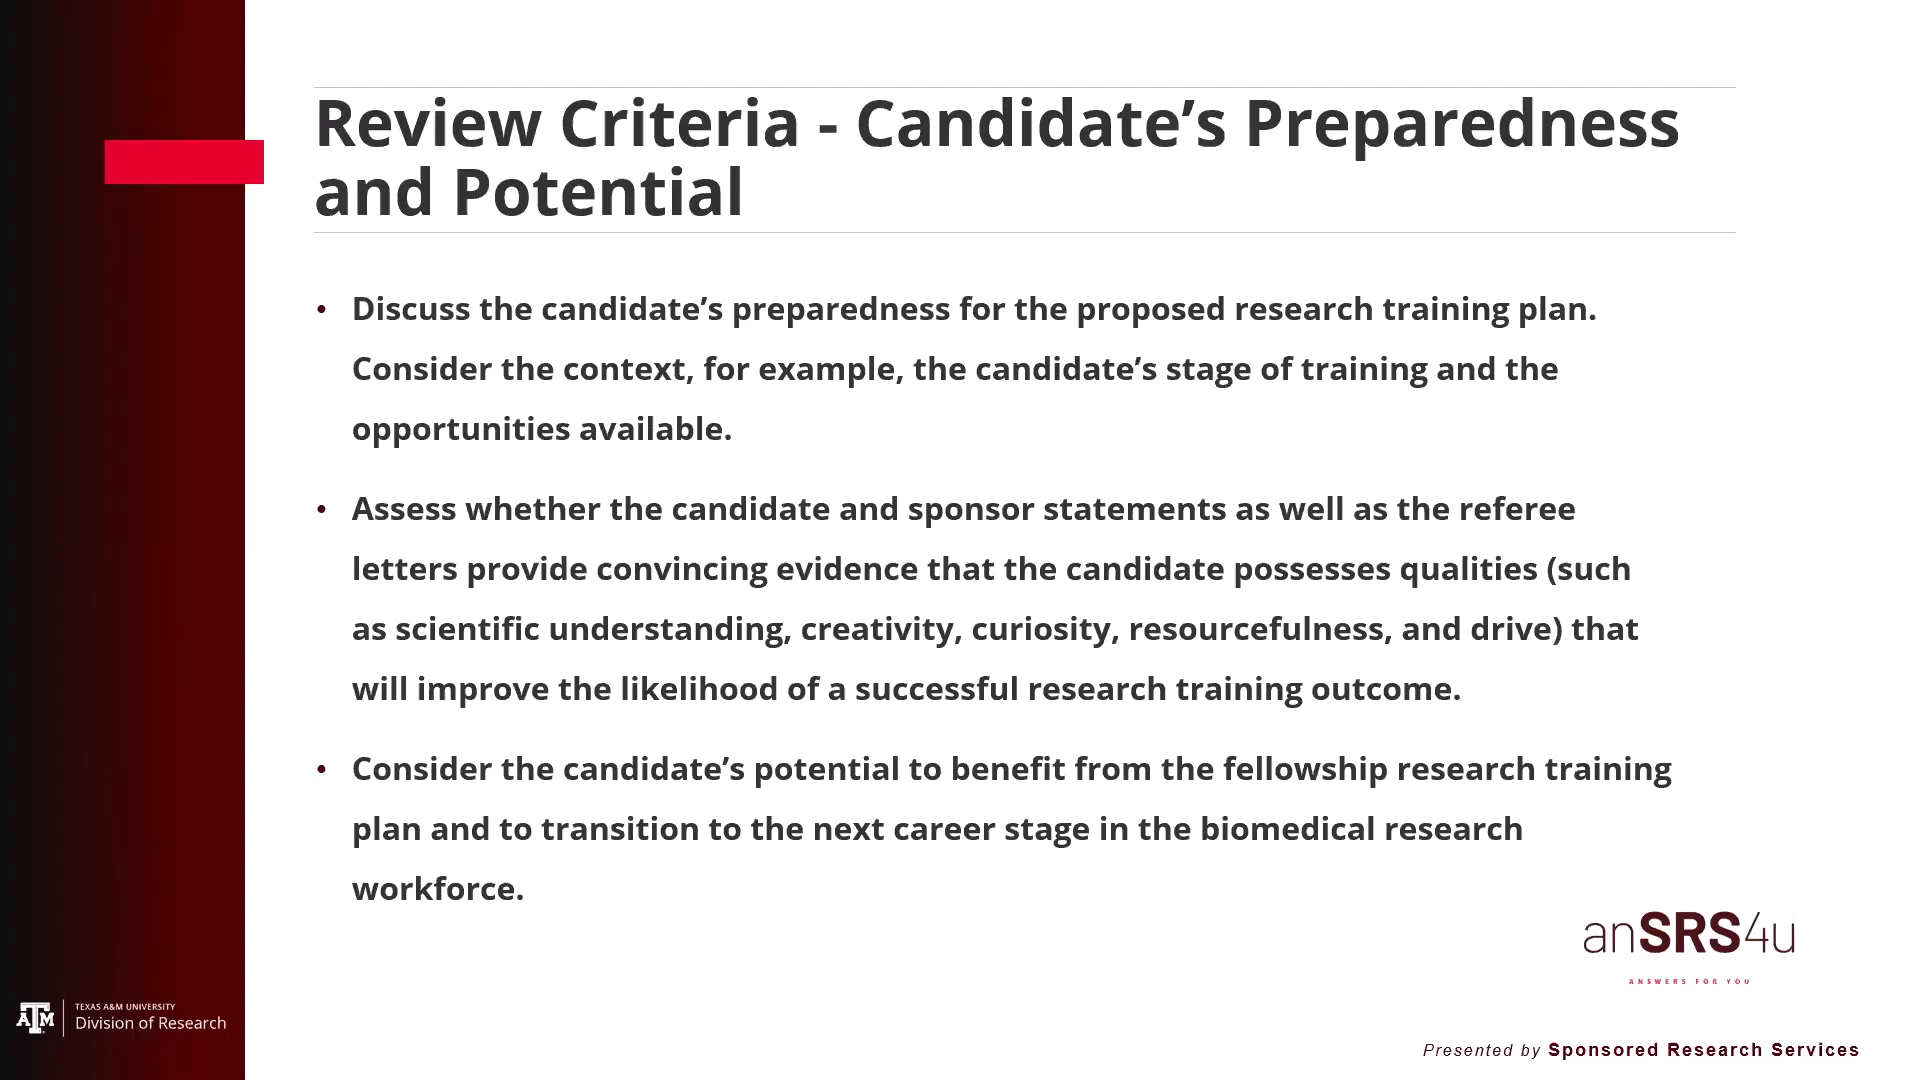 Review Criteria - Candidate’s Preparedness
and Potential
• Discuss the candidate’s preparedness for the proposed research training plan.
Consider the context, for example, the candidate’s stage of training and the
opportunities available.
• Assess whether the candidate and sponsor statements as well as the referee
letters provide convincing evidence that the candidate possesses qualities (such
as scientific understanding, creativity, curiosity, resourcefulness, and drive) that
will improve the likelihood of a successful research training outcome.
• Consider the candidate’s potential to benefit from the fellowship research training
plan and to transition to the next career stage in the biomedical research
workforce.
anSRS4u
ANSWERS FOR YOU
ATM
TEXAS A&M UNIVERSITY
Division of Research
Presented by Sponsored Research Services